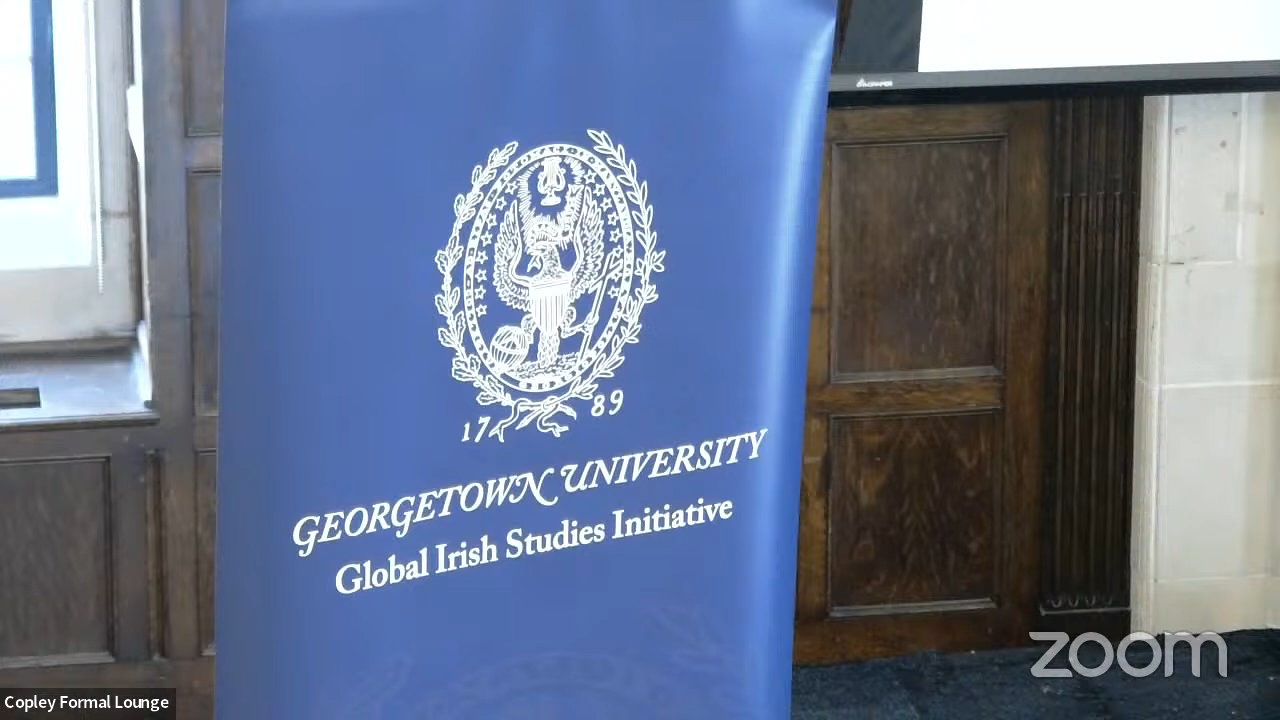 17 89
GEORGETOWN UNIVERSITY
Global Irish Studies Initiative
zoom
Copley Formal Lounge